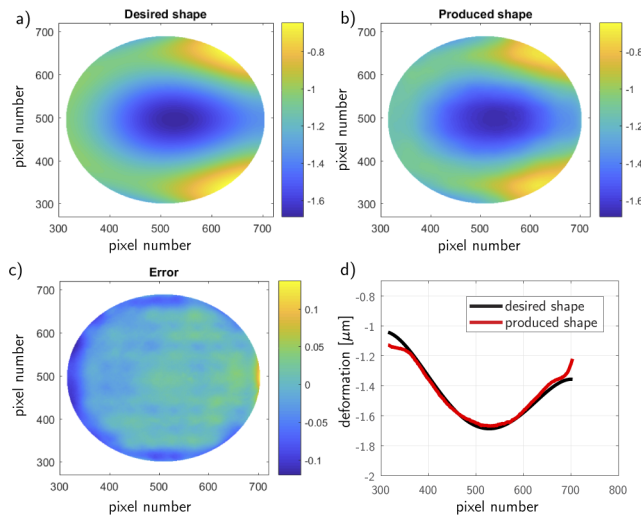 a)
Desired shape
700
600
500
400
300
300 400 500 600 700
pixel number
pixel number
-0.8
-1
-1.2
-1.4
-1.6
b)
Produced shape
700
600
500
400
300
300 400 500 600 700
pixel number
pixel number
-0.8
-1
-1.2
-1.4
-1.6
c)
Error
700
600
500
400
300
300 400 500 600 700
pixel number
pixel number
0.1
0.05
0
-0.05
-0.1
d)
-0.8
-1
-1.2
-1.4
-1.6
-1.8
-2
300 400 500 600 700 800
pixel number
deformation [μm]
desired shape
produced shape